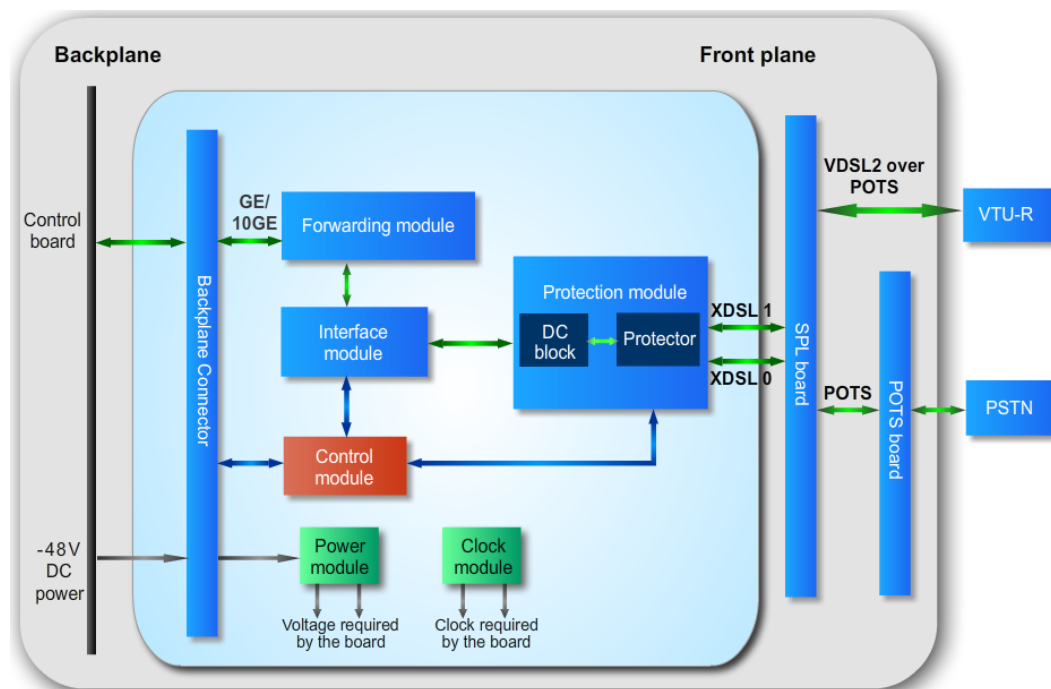 Backplane
Front plane
VDSL2 over
POTS
VTU-R
GE/
10GE
Forwarding module
Control
board
Backplane Connector
Protection module
XDSL 1
Interface
module
DC
block
Protector
SPL board
XDSL 0
POTS
POTS board
PSTN
Control
module
-48V
DC
power
Power
module
Clock
module
Voltage required
by the board
Clock required
by the board